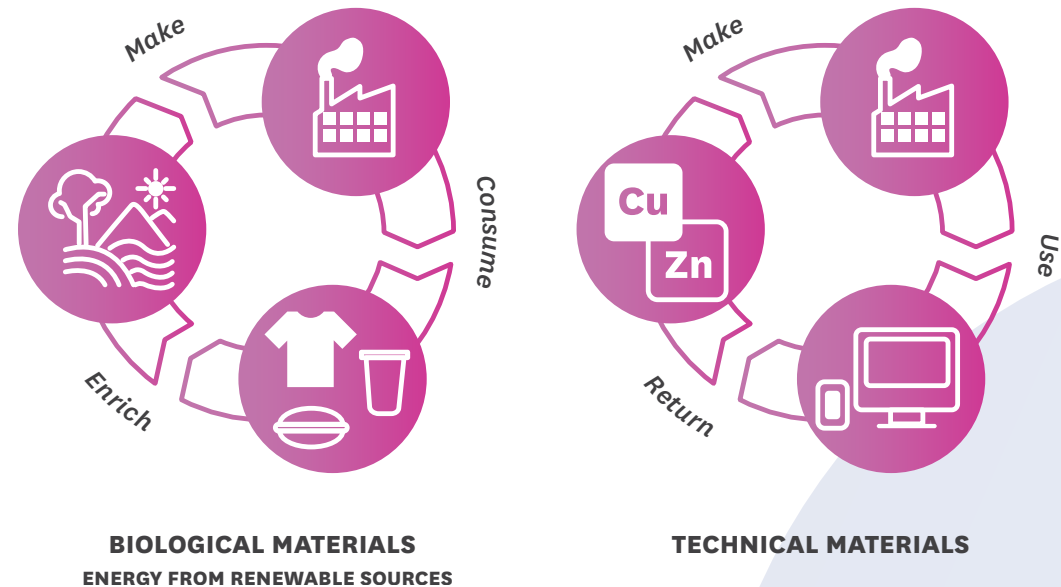 Make
Consume
Enrich
BIOLOGICAL MATERIALS
ENERGY FROM RENEWABLE SOURCES
Make
Cu
Zn
Use
Return
TECHNICAL MATERIALS